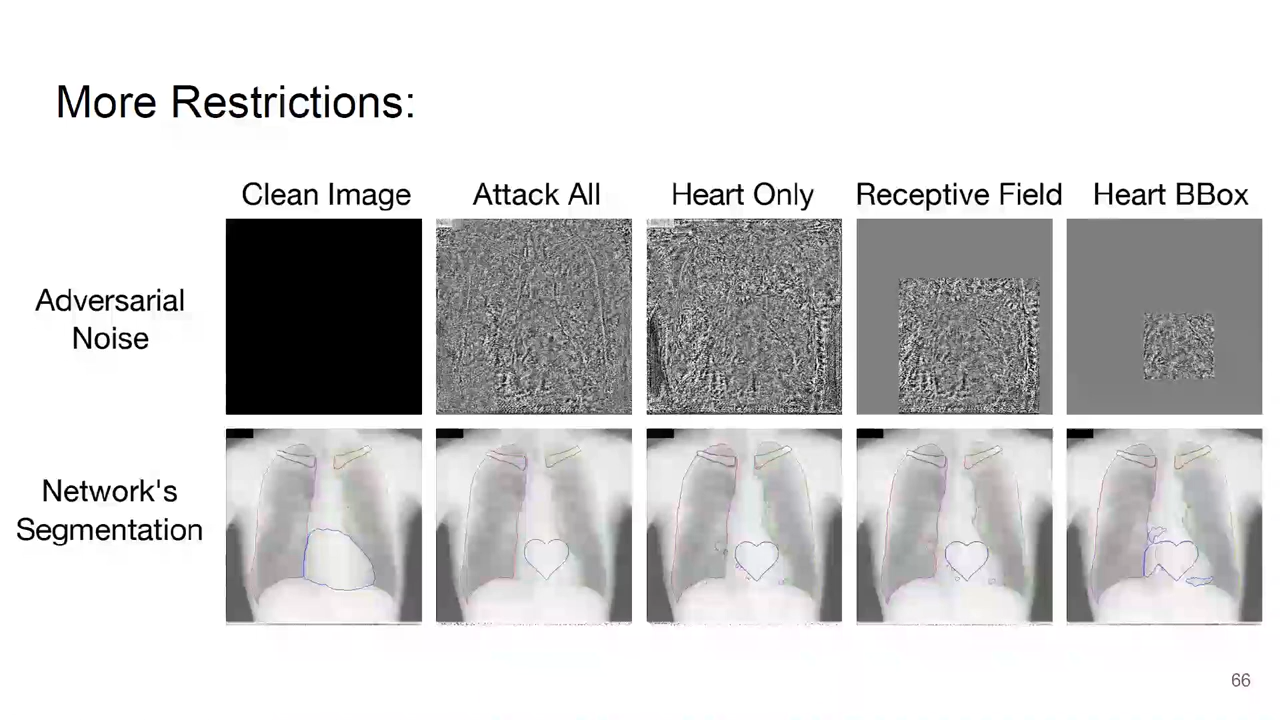 More Restrictions:
Clean Image
Attack All
Heart Only
Receptive Field
Heart BBox
Adversarial
Noise
Network's
Segmentation
66